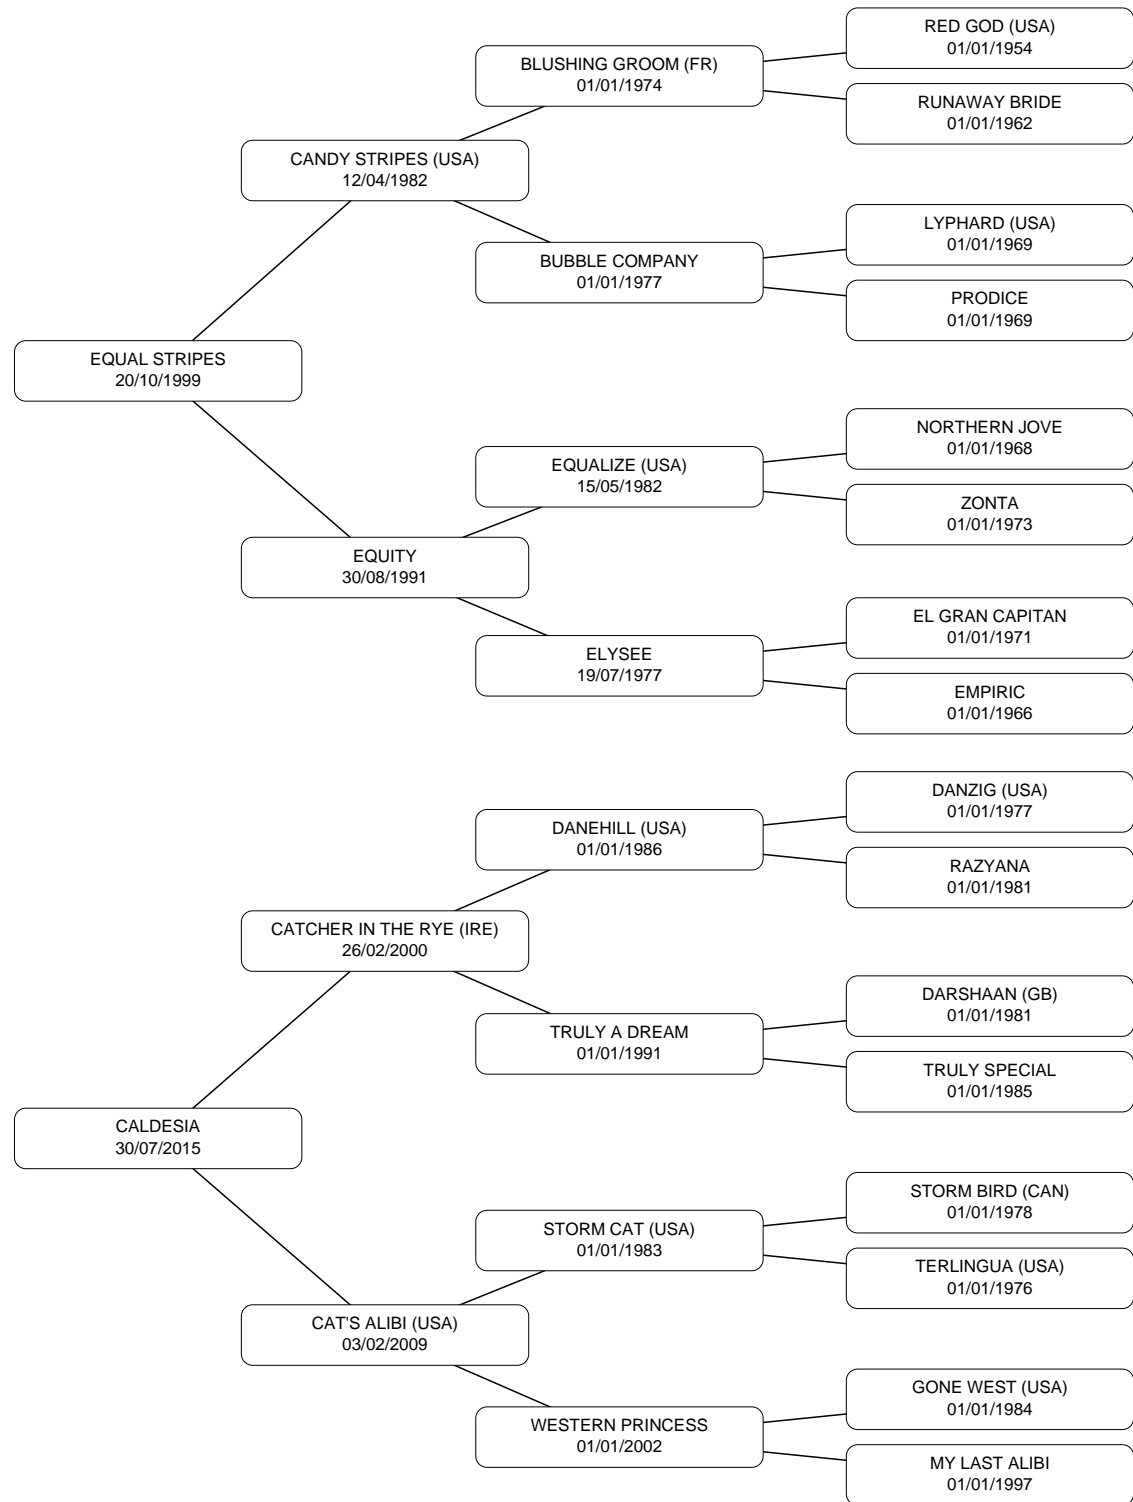 RED GOD (USA)
01/01/1954
BLUSHING GROOM (FR)
01/01/1974
RUNAWAY BRIDE
01/01/1962
CANDY STRIPES (USA)
12/04/1982
LYPHARD (USA)
01/01/1969
BUBBLE COMPANY
01/01/1977
PRODICE
01/01/1969
EQUAL STRIPES
20/10/1999
NORTHERN JOVE
01/01/1968
EQUALIZE (USA)
15/05/1982
ZONTA
01/01/1973
EQUITY
30/08/1991
EL GRAN CAPITAN
01/01/1971
ELYSEE
19/07/1977
EMPIRIC
01/01/1966
DANZIG (USA)
01/01/1977
DANEHILL (USA)
01/01/1986
RAZYANA
01/01/1981
CATCHER IN THE RYE (IRE)
26/02/2000
DARSHAAN (GB)
01/01/1981
TRULY A DREAM
01/01/1991
TRULY SPECIAL
01/01/1985
CALDESIA
30/07/2015
STORM BIRD (CAN)
01/01/1978
STORM CAT (USA)
01/01/1983
TERLINGUA (USA)
01/01/1976
CAT'S ALIBI (USA)
03/02/2009
GONE WEST (USA)
01/01/1984
WESTERN PRINCESS
01/01/2002
MY LAST ALIBI
01/01/1997